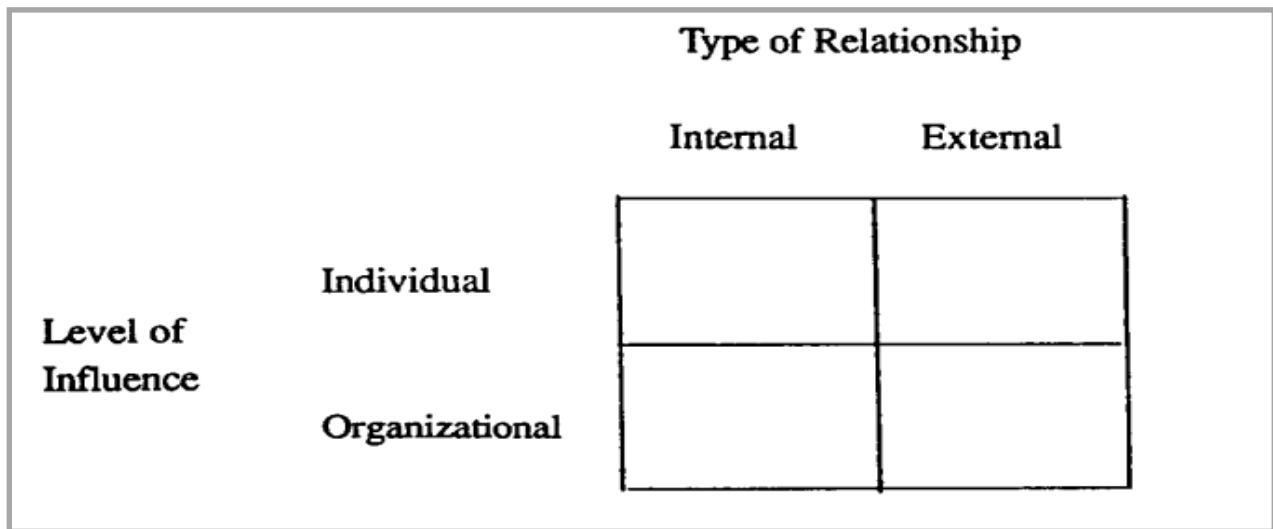 Type of Relationship
Internal External
Individual
Level of
Influence
Organizational